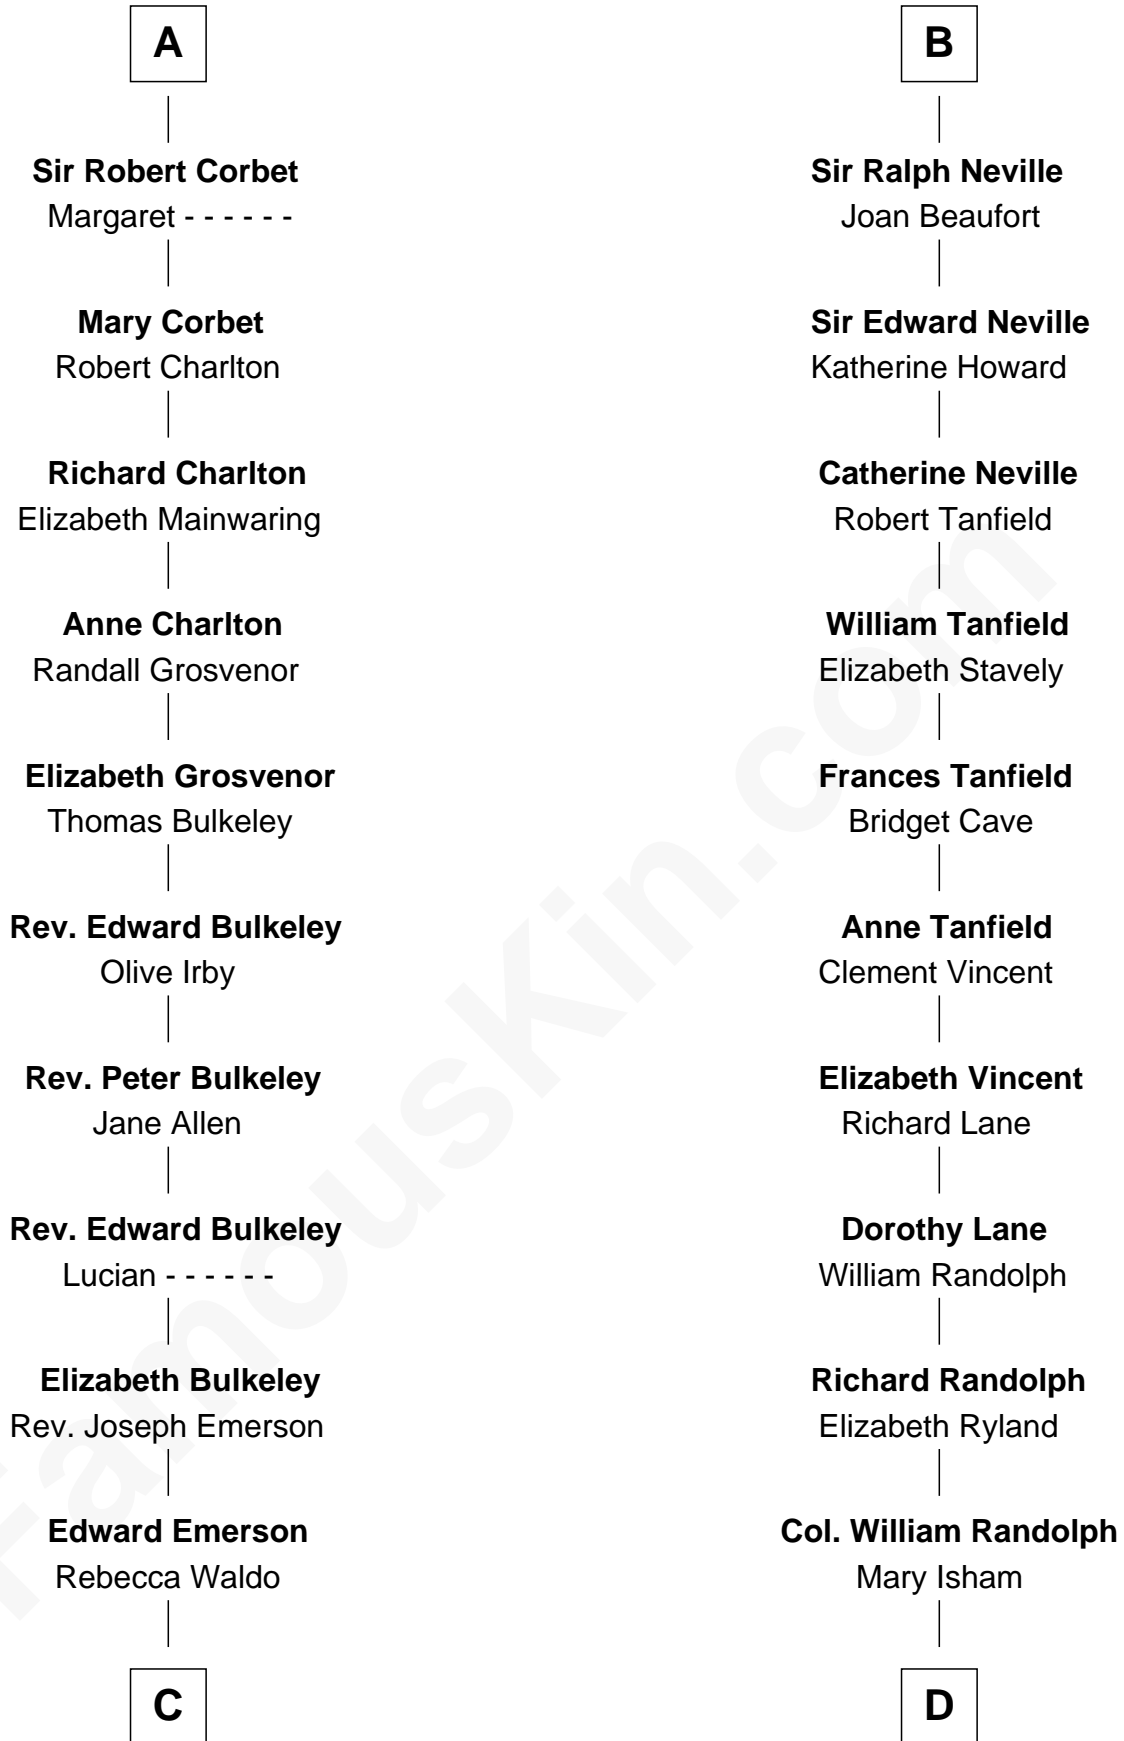 A
Sir Robert Corbet
Margaret - - - - - -
Mary Corbet
Robert Charlton
Richard Charlton
Elizabeth Mainwaring
Anne Charlton
Randall Grosvenor
Elizabeth Grosvenor
Thomas Bulkeley
Rev. Edward Bulkeley
Olive Irby
Rev. Peter Bulkeley
Jane Allen
Rev. Edward Bulkeley
Lucian - - - - - -
Elizabeth Bulkeley
Rev. Joseph Emerson
Edward Emerson
Rebecca Waldo
C
B
Sir Ralph Neville
Joan Beaufort
Sir Edward Neville
Katherine Howard
Catherine Neville
Robert Tanfield
William Tanfield
Elizabeth Stavely
Frances Tanfield
Bridget Cave
Anne Tanfield
Clement Vincent
Elizabeth Vincent
Richard Lane
Dorothy Lane
William Randolph
Richard Randolph
Elizabeth Ryland
Col. William Randolph
Mary Isham
D
FamousKin.com